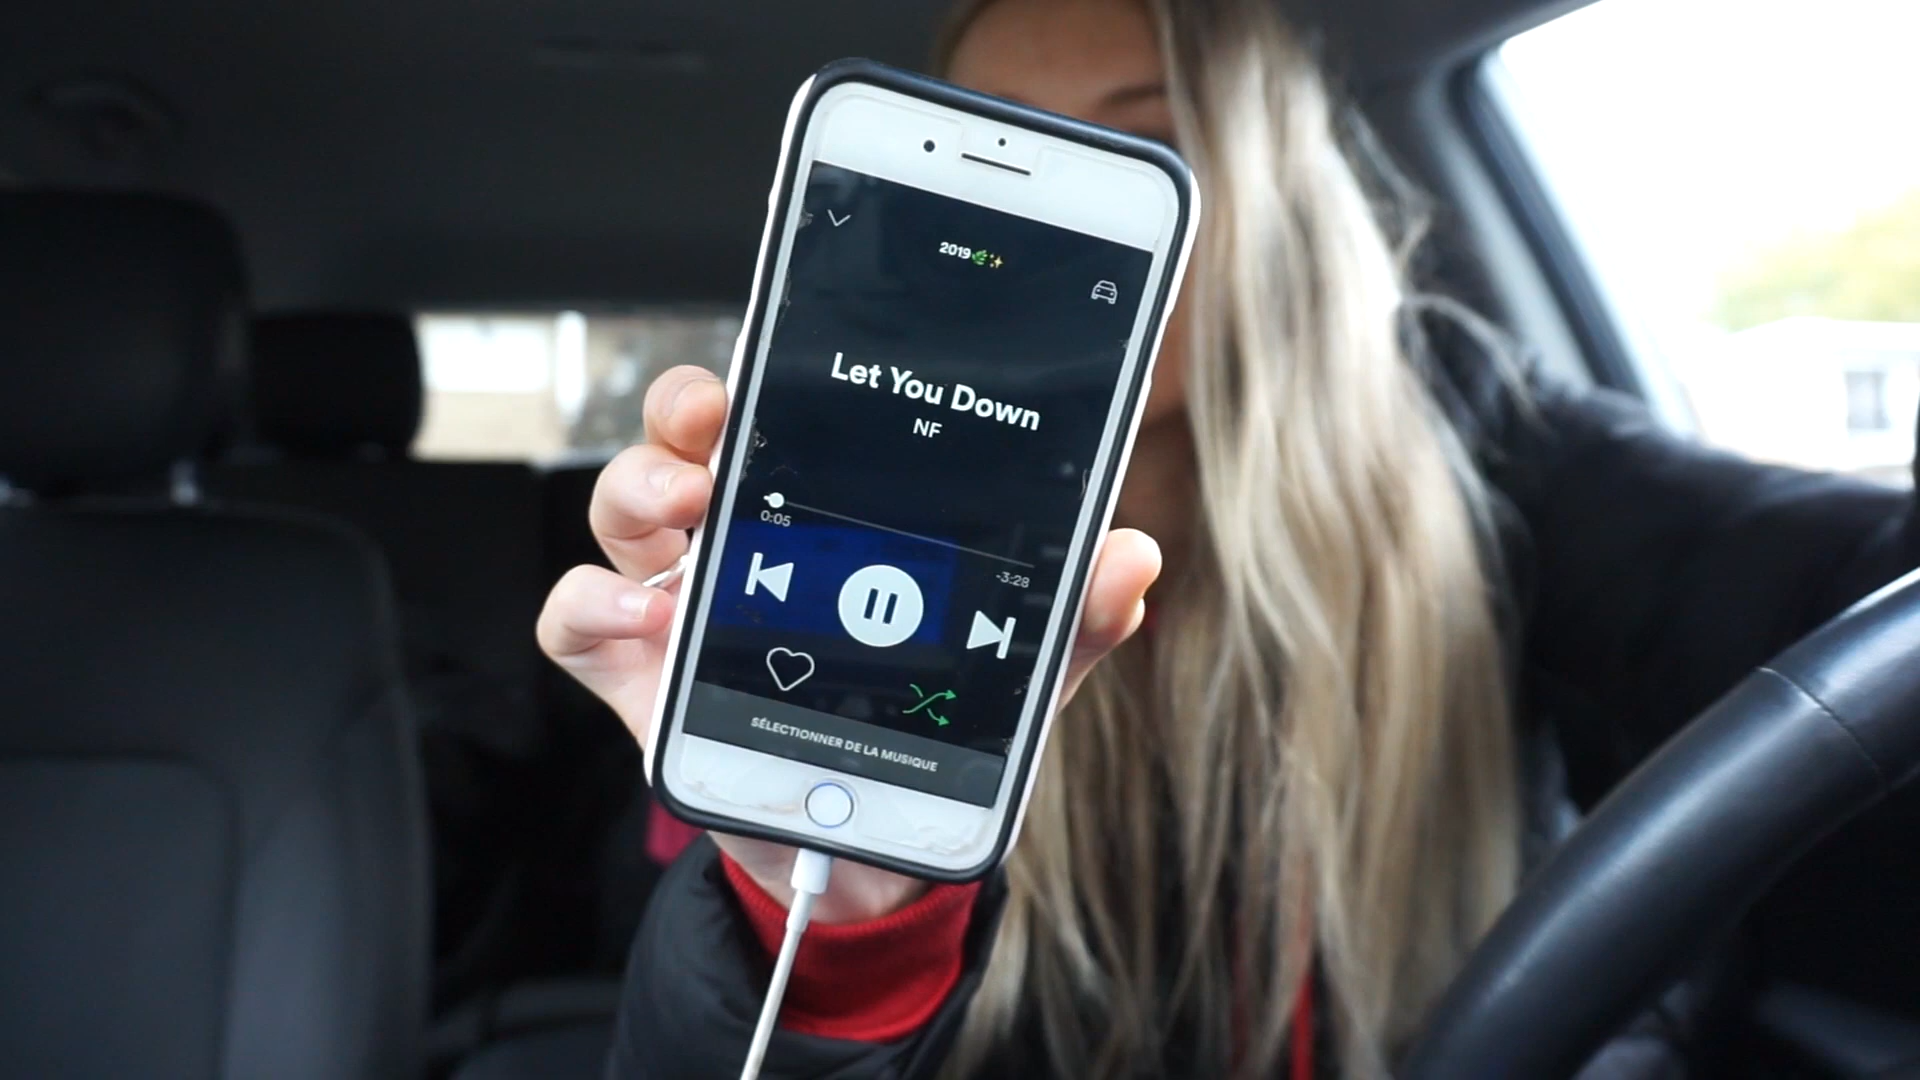 2019🌿✨
Let You Down
NF
0:05
-3:28
SÉLECTIONNER DE LA MUSIQUE